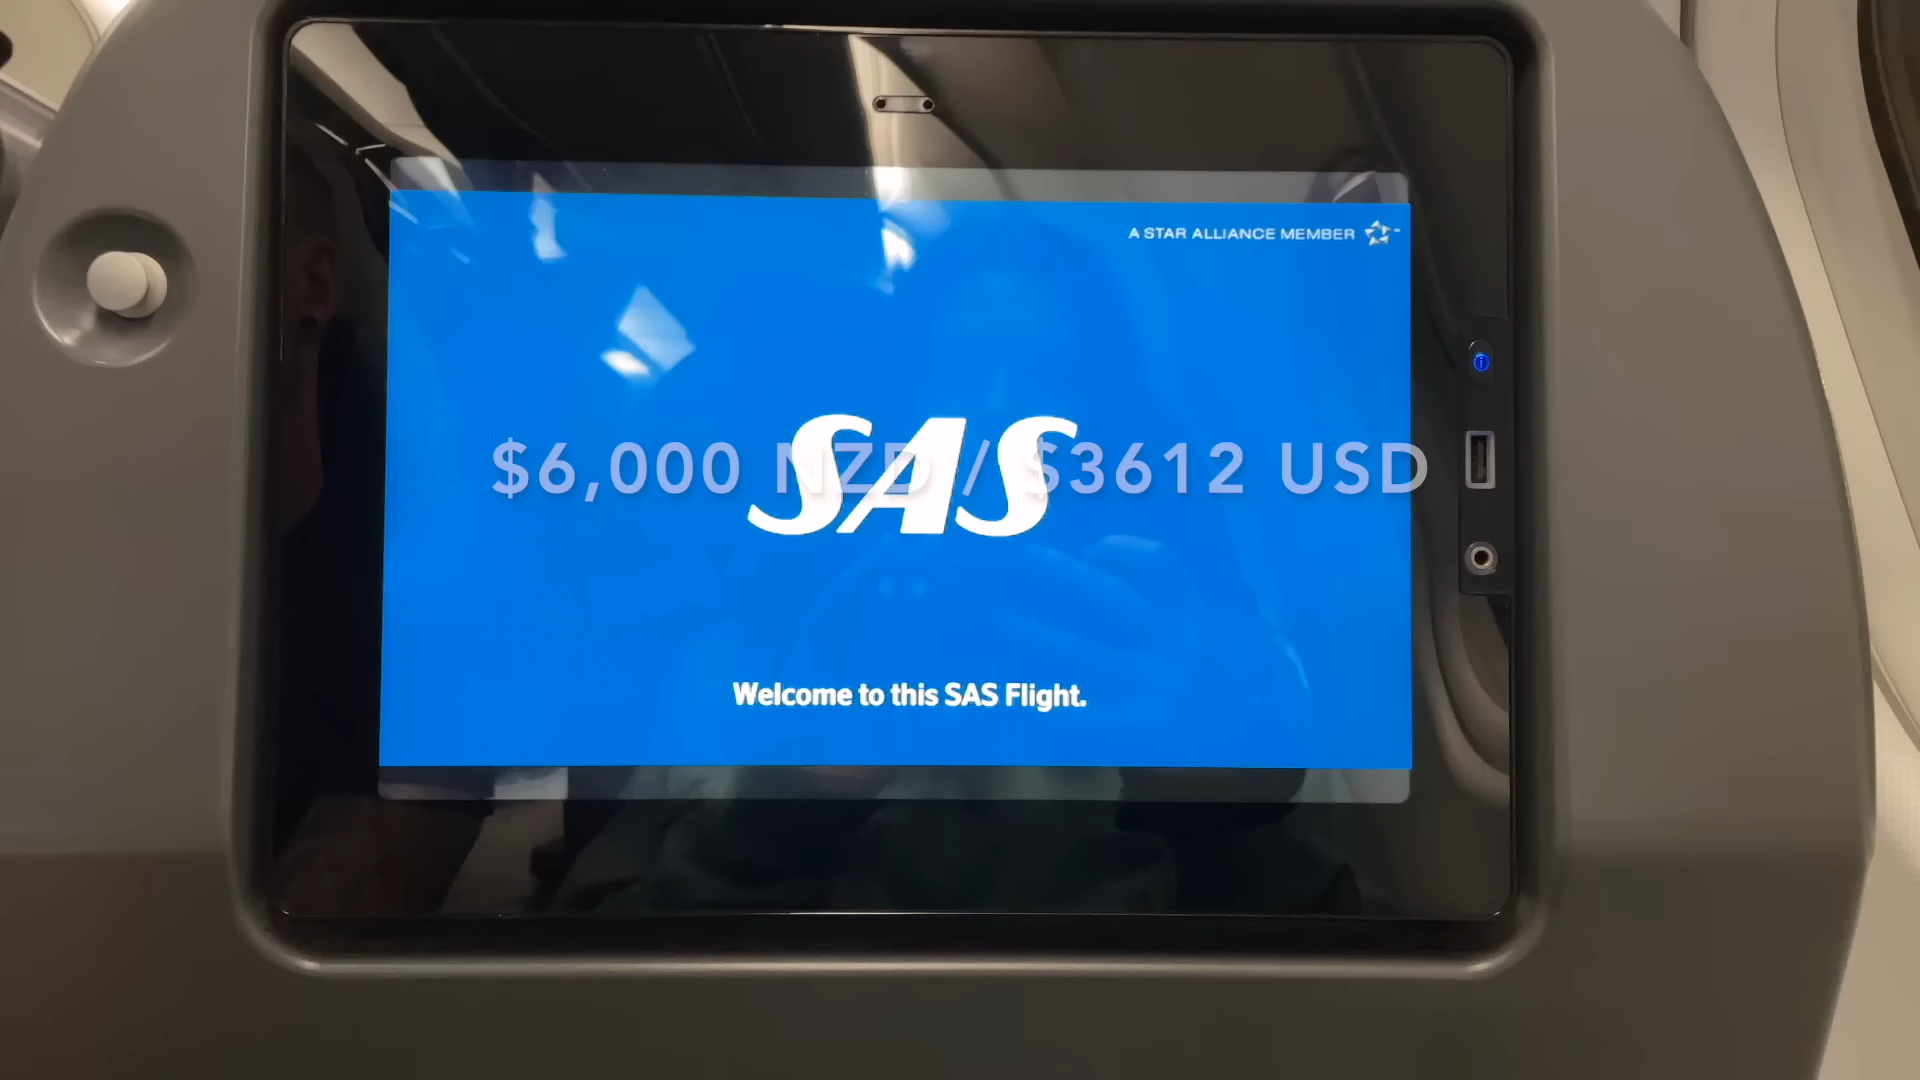 A STAR ALLIANCE MEMBER
$6,000 NZD / $3612 USD
SAS
Welcome to this SAS Flight.